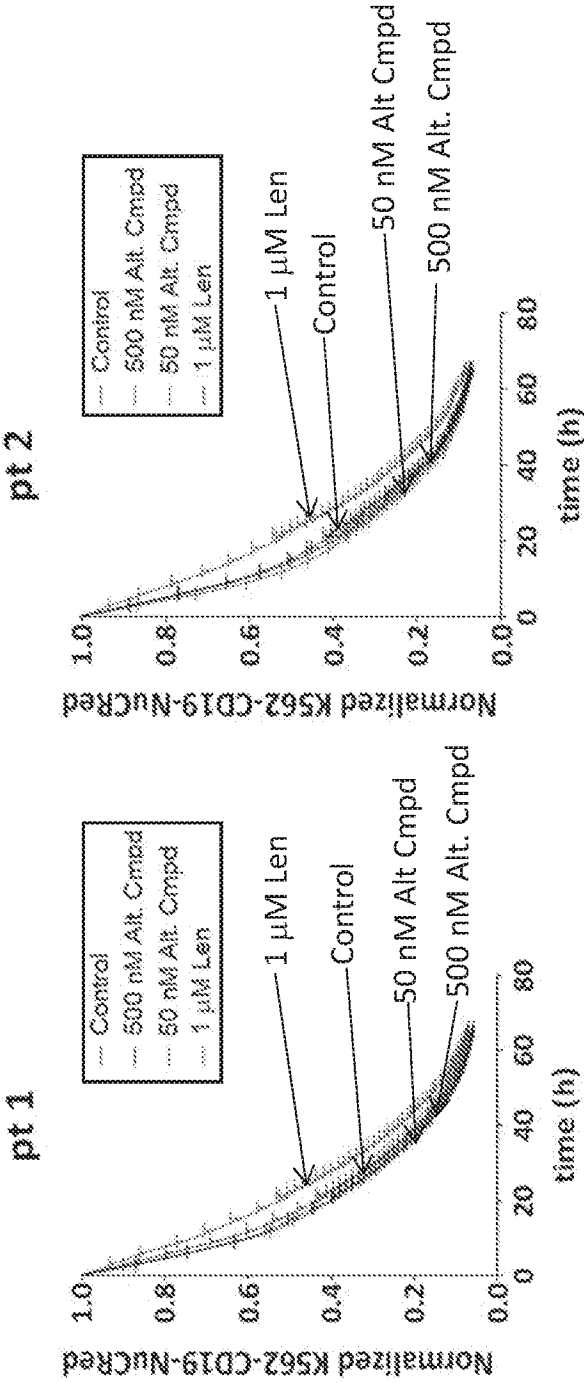 pt 1
Normalized K562-CD19-NuCRed
1.0
0.8
0.6
0.4
0.2
0.0
0
20
40
60
80
time (h)
Control
500 nM Alt. Cmpd
50 nM Alt. Cmpd
1 µM Len
1 µM Len
Control
50 nM Alt Cmpd
500 nM Alt. Cmpd
pt 2
Normalized K562-CD19-NuCRed
1.0
0.8
0.6
0.4
0.2
0.0
0
20
40
60
80
time (h)
Control
500 nM Alt. Cmpd
50 nM Alt. Cmpd
1 µM Len
1 µM Len
Control
50 nM Alt Cmpd
500 nM Alt. Cmpd